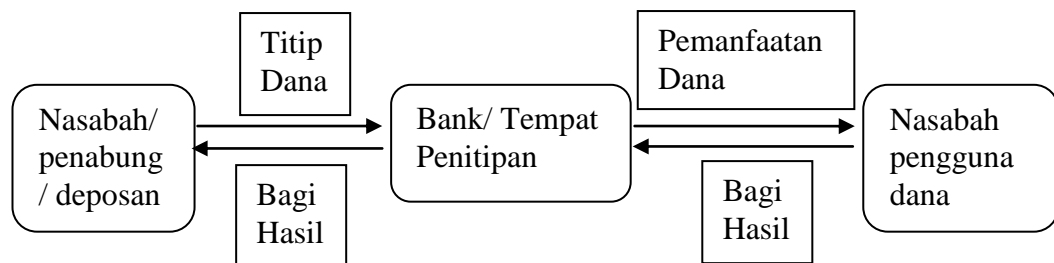 Titip
Dana
Pemanfaatan
Dana
Nasabah/
penabung
/ deposan
Bank/ Tempat
Penitipan
Nasabah
pengguna
dana
Bagi
Hasil
Bagi
Hasil